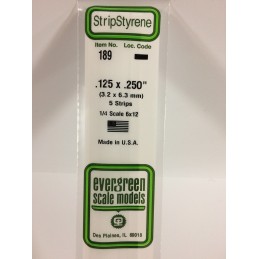 StripStyrene
Item No. Loc. Code
189
.125 x .250"
(3.2 x 6.3 mm)
5 Strips
1/4 Scale 6x12
Made in U.S.A.
evergreen
scale models
Des Plaines, IL 60018